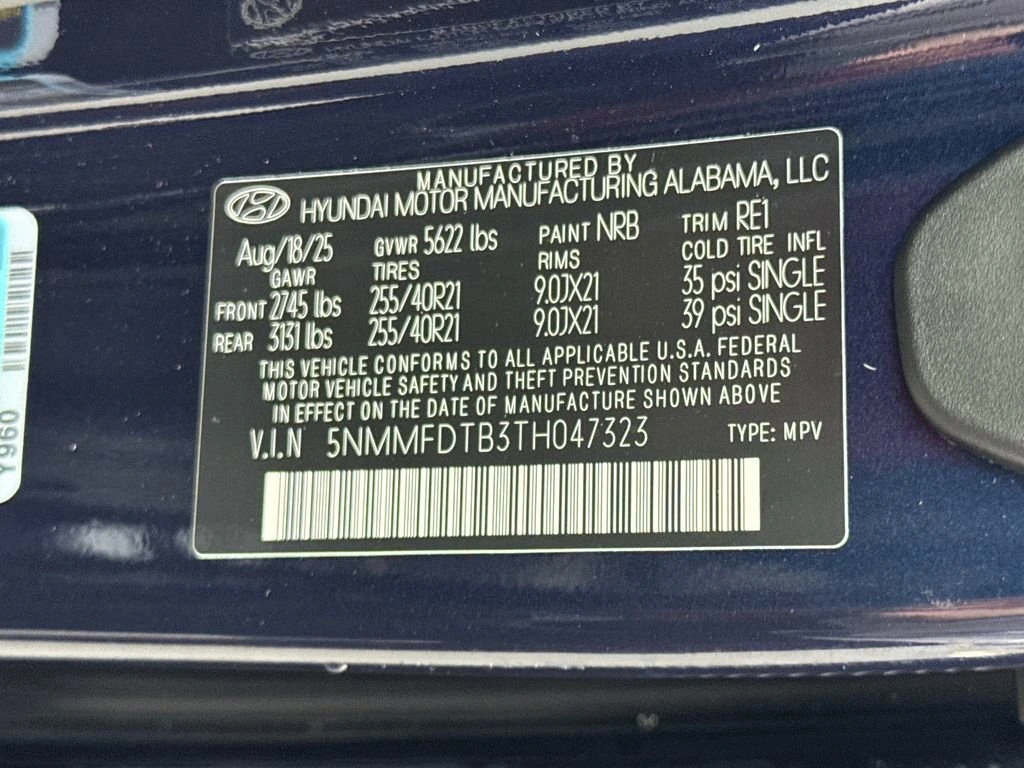 MANUFACTURED BY
HYUNDAI MOTOR MANUFACTURING ALABAMA, LLC
Aug/18/25 GVWR 5622 lbs PAINT NRB TRIM RE1
GAWR TIRES RIMS COLD TIRE INFL
FRONT 2745 lbs 255/40R21 9.0JX21 35 psi SINGLE
REAR 3131 lbs 255/40R21 9.0JX21 39 psi SINGLE
THIS VEHICLE CONFORMS TO ALL APPLICABLE U.S.A. FEDERAL
MOTOR VEHICLE SAFETY AND THEFT PREVENTION STANDARDS
IN EFFECT ON THE DATE OF MANUFACTURE SHOWN ABOVE
V.I.N 5NMMFDTB3TH047323 TYPE: MPV
Y960